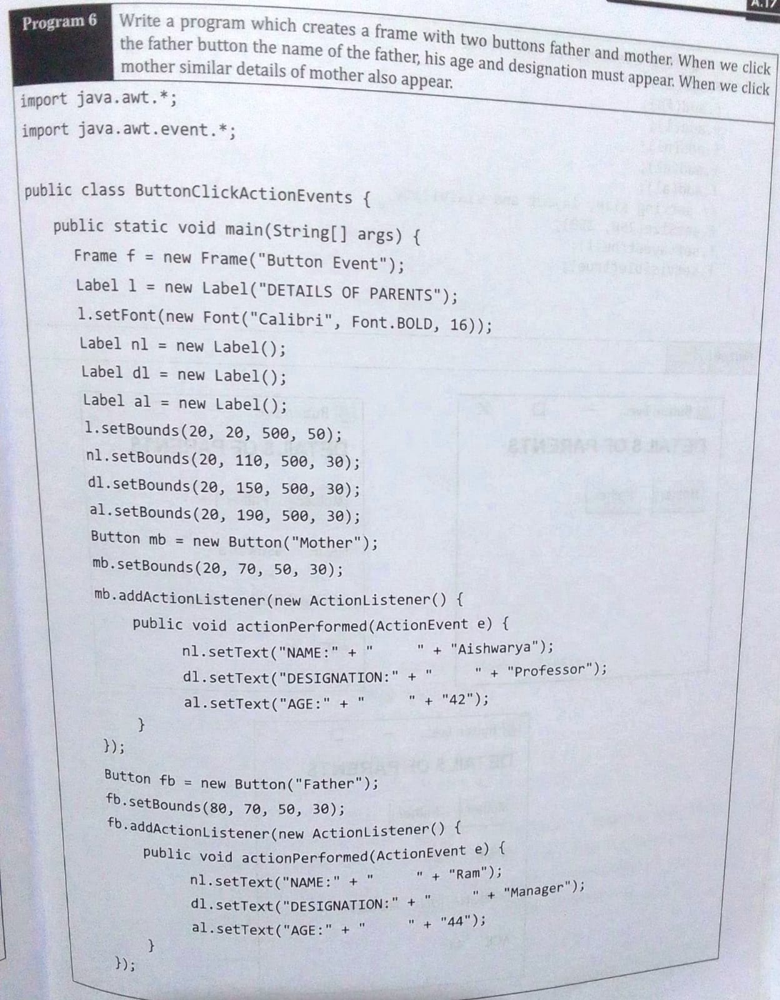 A.17
Program 6
Write a program which creates a frame with two buttons father and mother. When we click
the father button the name of the father, his age and designation must appear. When we click
mother similar details of mother also appear.
import java.awt.*;
import java.awt.event.*;
public class ButtonClickActionEvents {
public static void main(String[] args) {
Frame f = new Frame("Button Event");
Label l = new Label("DETAILS OF PARENTS");
l.setFont(new Font("Calibri", Font.BOLD, 16));
Label nl = new Label();
Label dl = new Label();
Label al = new Label();
l.setBounds(20, 20, 500, 50);
nl.setBounds(20, 110, 500, 30);
dl.setBounds(20, 150, 500, 30);
al.setBounds(20, 190, 500, 30);
Button mb = new Button("Mother");
mb.setBounds(20, 70, 50, 30);
mb.addActionListener(new ActionListener() {
public void actionPerformed(ActionEvent e) {
nl.setText("NAME:" + "      " + "Aishwarya");
dl.setText("DESIGNATION:" + "      " + "Professor");
al.setText("AGE:" + "      " + "42");
}
});
Button fb = new Button("Father");
fb.setBounds(80, 70, 50, 30);
fb.addActionListener(new ActionListener() {
public void actionPerformed(ActionEvent e) {
nl.setText("NAME:" + "      " + "Ram");
dl.setText("DESIGNATION:" + "      " + "Manager");
al.setText("AGE:" + "      " + "44");
}
});